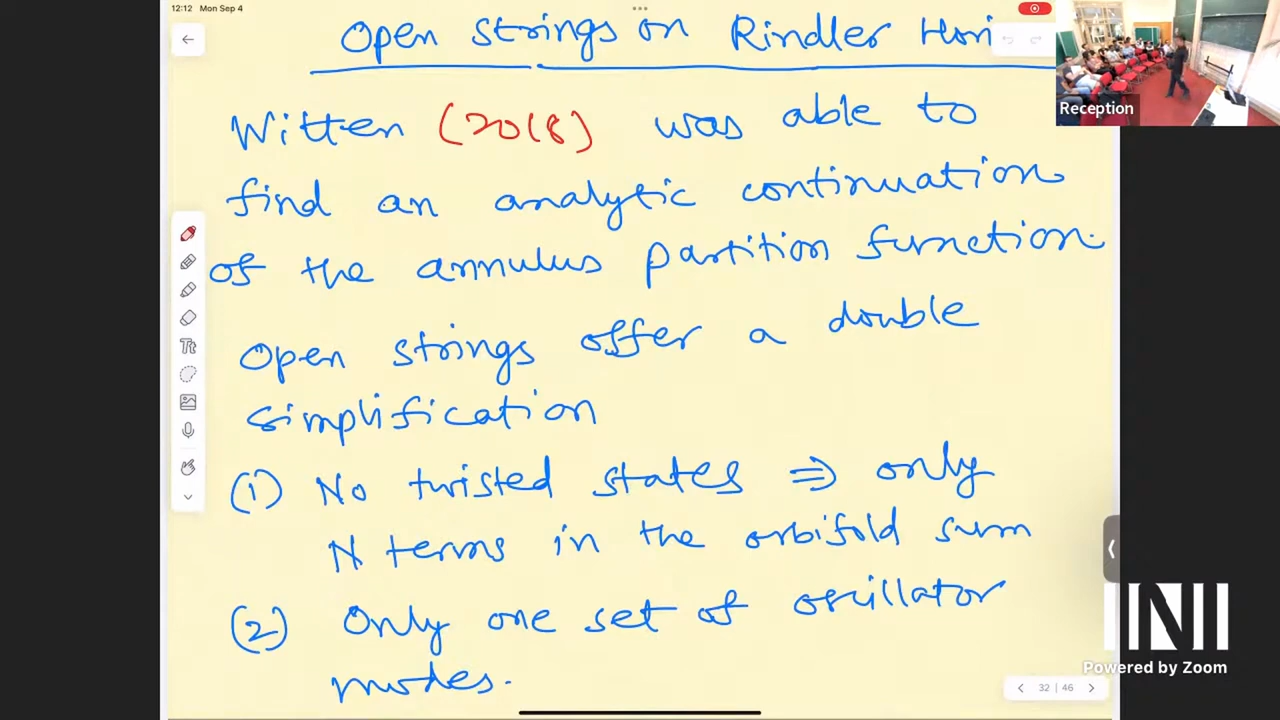 12:12 Mon Sep 4
Open strings on Rindler Hori
Reception
Witten (2018) was able to
find an analytic continuation
of the annulus partition function.
Open strings offer a double
simplification
(1) No twisted states ⇒ only
N terms in the orbifold sum
(2) Only one set of oscillator
modes.
Tt
INI
Powered by Zoom
32 | 46